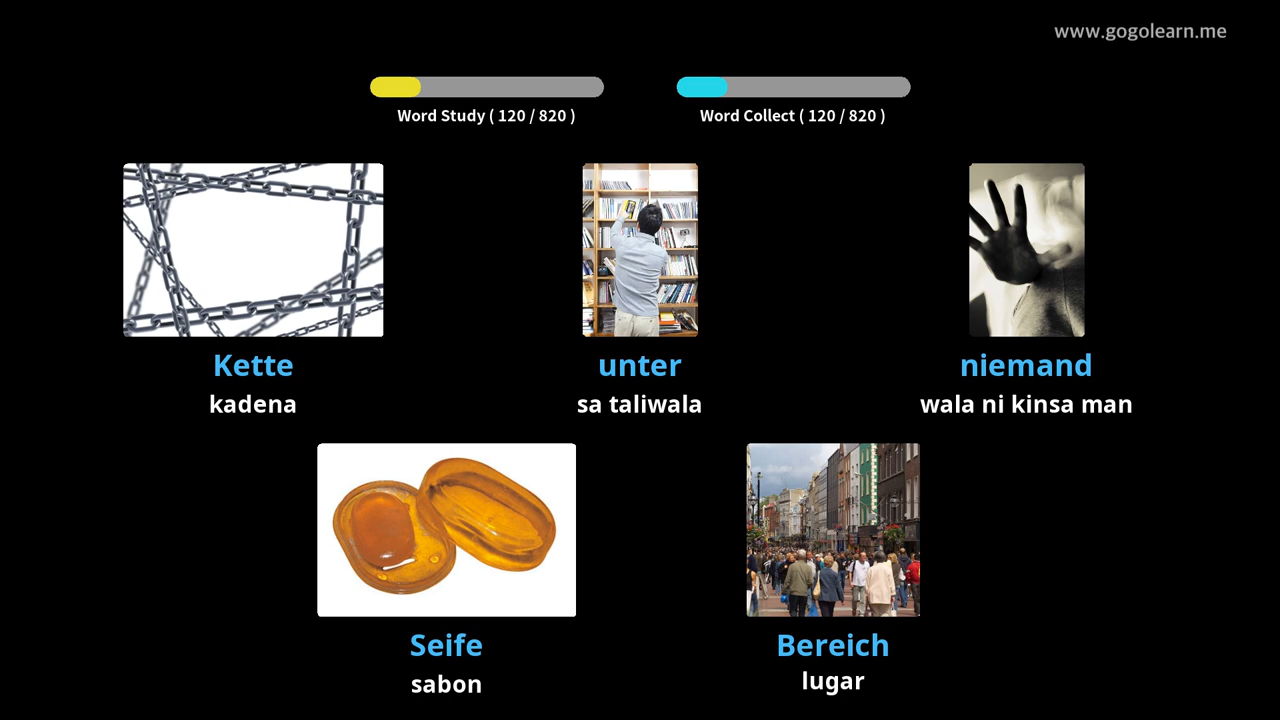 www.gogolearn.me
Word Study ( 120 / 820 )
Word Collect ( 120 / 820 )
Kette
unter
niemand
kadena
sa taliwala
wala ni kinsa man
Seife
Bereich
sabon
lugar